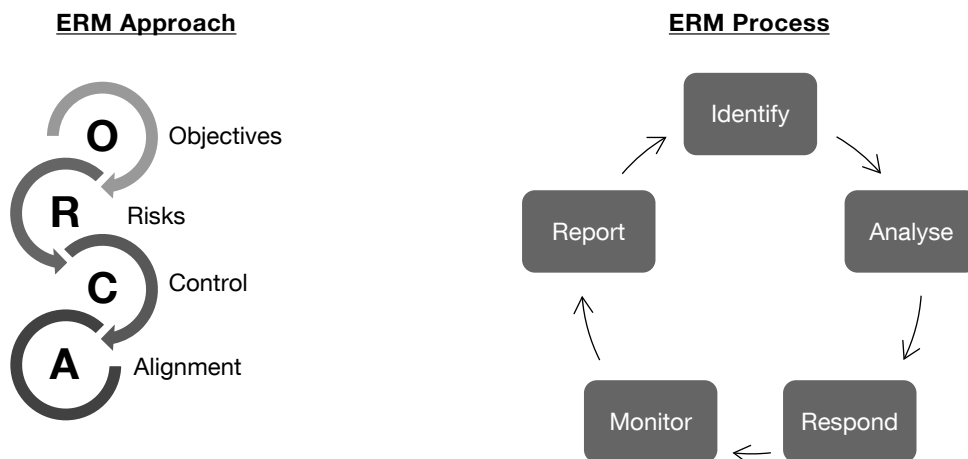 ERM Approach
O
Objectives
R
Risks
C
Control
A
Alignment
ERM Process
Identify
Analyse
Respond
Monitor
Report